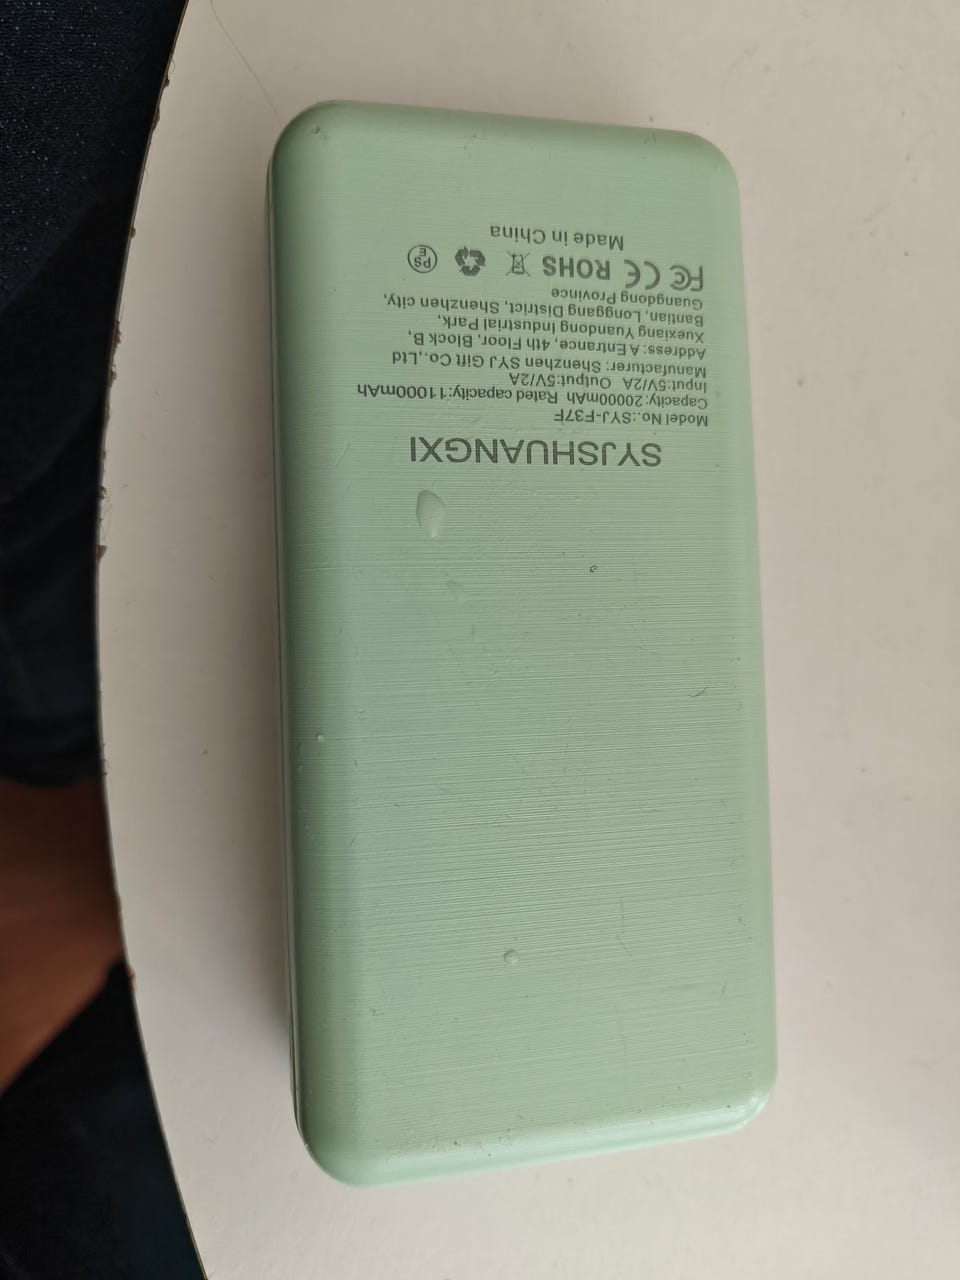 SYJSHUANGXI
Model No.:SYJ-F37F
Capacity:20000mAh Rated capacity:11000mAh
Input:5V/2A Output:5V/2A
Manufacturer: Shenzhen SYJ Gift Co.,Ltd
Address: A Entrance, 4th Floor, Block B,
Xuexiang Yuandong Industrial Park,
Bantian, Longgang District, Shenzhen city,
Guangdong Province
FC CE ROHS PSE
Made in China